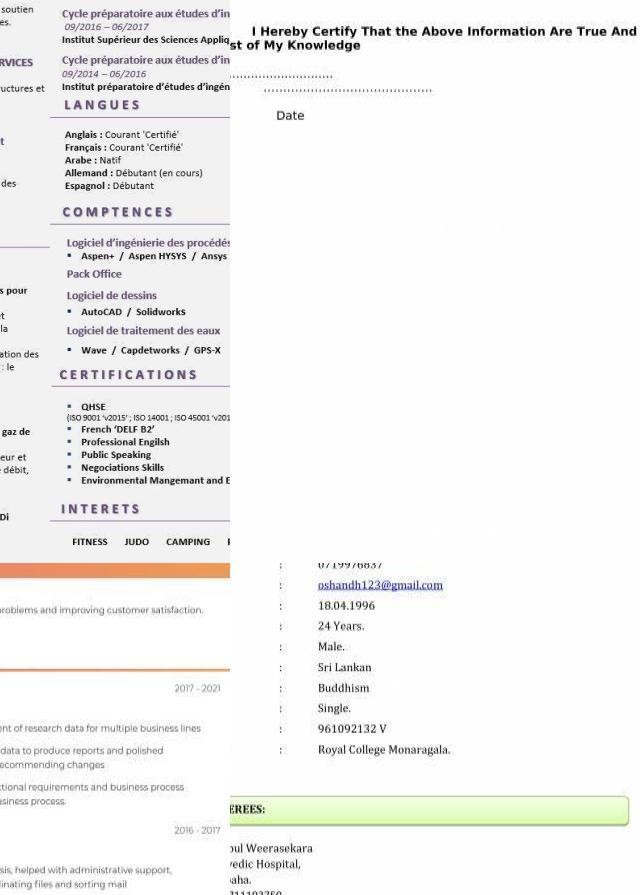 soutien
es.
RVICES
uctures et
t
des
s pour
et
la
ation des
: le
gaz de
eur et
débit,
Di
Cycle préparatoire aux études d'in
09/2016 – 06/2017
Institut Supérieur des Sciences Appliq
Cycle préparatoire aux études d'in
09/2014 – 06/2016
Institut préparatoire d'études d'ingén
LANGUES
Anglais : Courant 'Certifié'
Français : Courant 'Certifié'
Arabe : Natif
Allemand : Débutant (en cours)
Espagnol : Débutant
COMPTENCES
Logiciel d'ingénierie des procédés
▪ Aspen+ / Aspen HYSYS / Ansys
Pack Office
Logiciel de dessins
▪ AutoCAD / Solidworks
Logiciel de traitement des eaux
▪ Wave / Capdetworks / GPS-X
CERTIFICATIONS
▪ QHSE
(ISO 9001 'v2015' ; ISO 14001 ; ISO 45001 'v201
▪ French 'DELF B2'
▪ Professional Engilsh
▪ Public Speaking
▪ Negociations Skills
▪ Environmental Mangemant and E
INTERETS
FITNESS JUDO CAMPING
I Hereby Certify That the Above Information Are True And
st of My Knowledge
.................................
.........................................
Date
roblems and improving customer satisfaction.
2017 - 2021
nt of research data for multiple business lines
data to produce reports and polished
ecommending changes
ctional requirements and business process
usiness process.
2016 - 2017
sis, helped with administrative support,
linating files and sorting mail
: 0719976837
: oshandh123@gmail.com
: 18.04.1996
: 24 Years.
: Male.
: Sri Lankan
: Buddhism
: Single.
: 961092132 V
: Royal College Monaragala.
EREES:
pul Weerasekara
vedic Hospital,
aha.